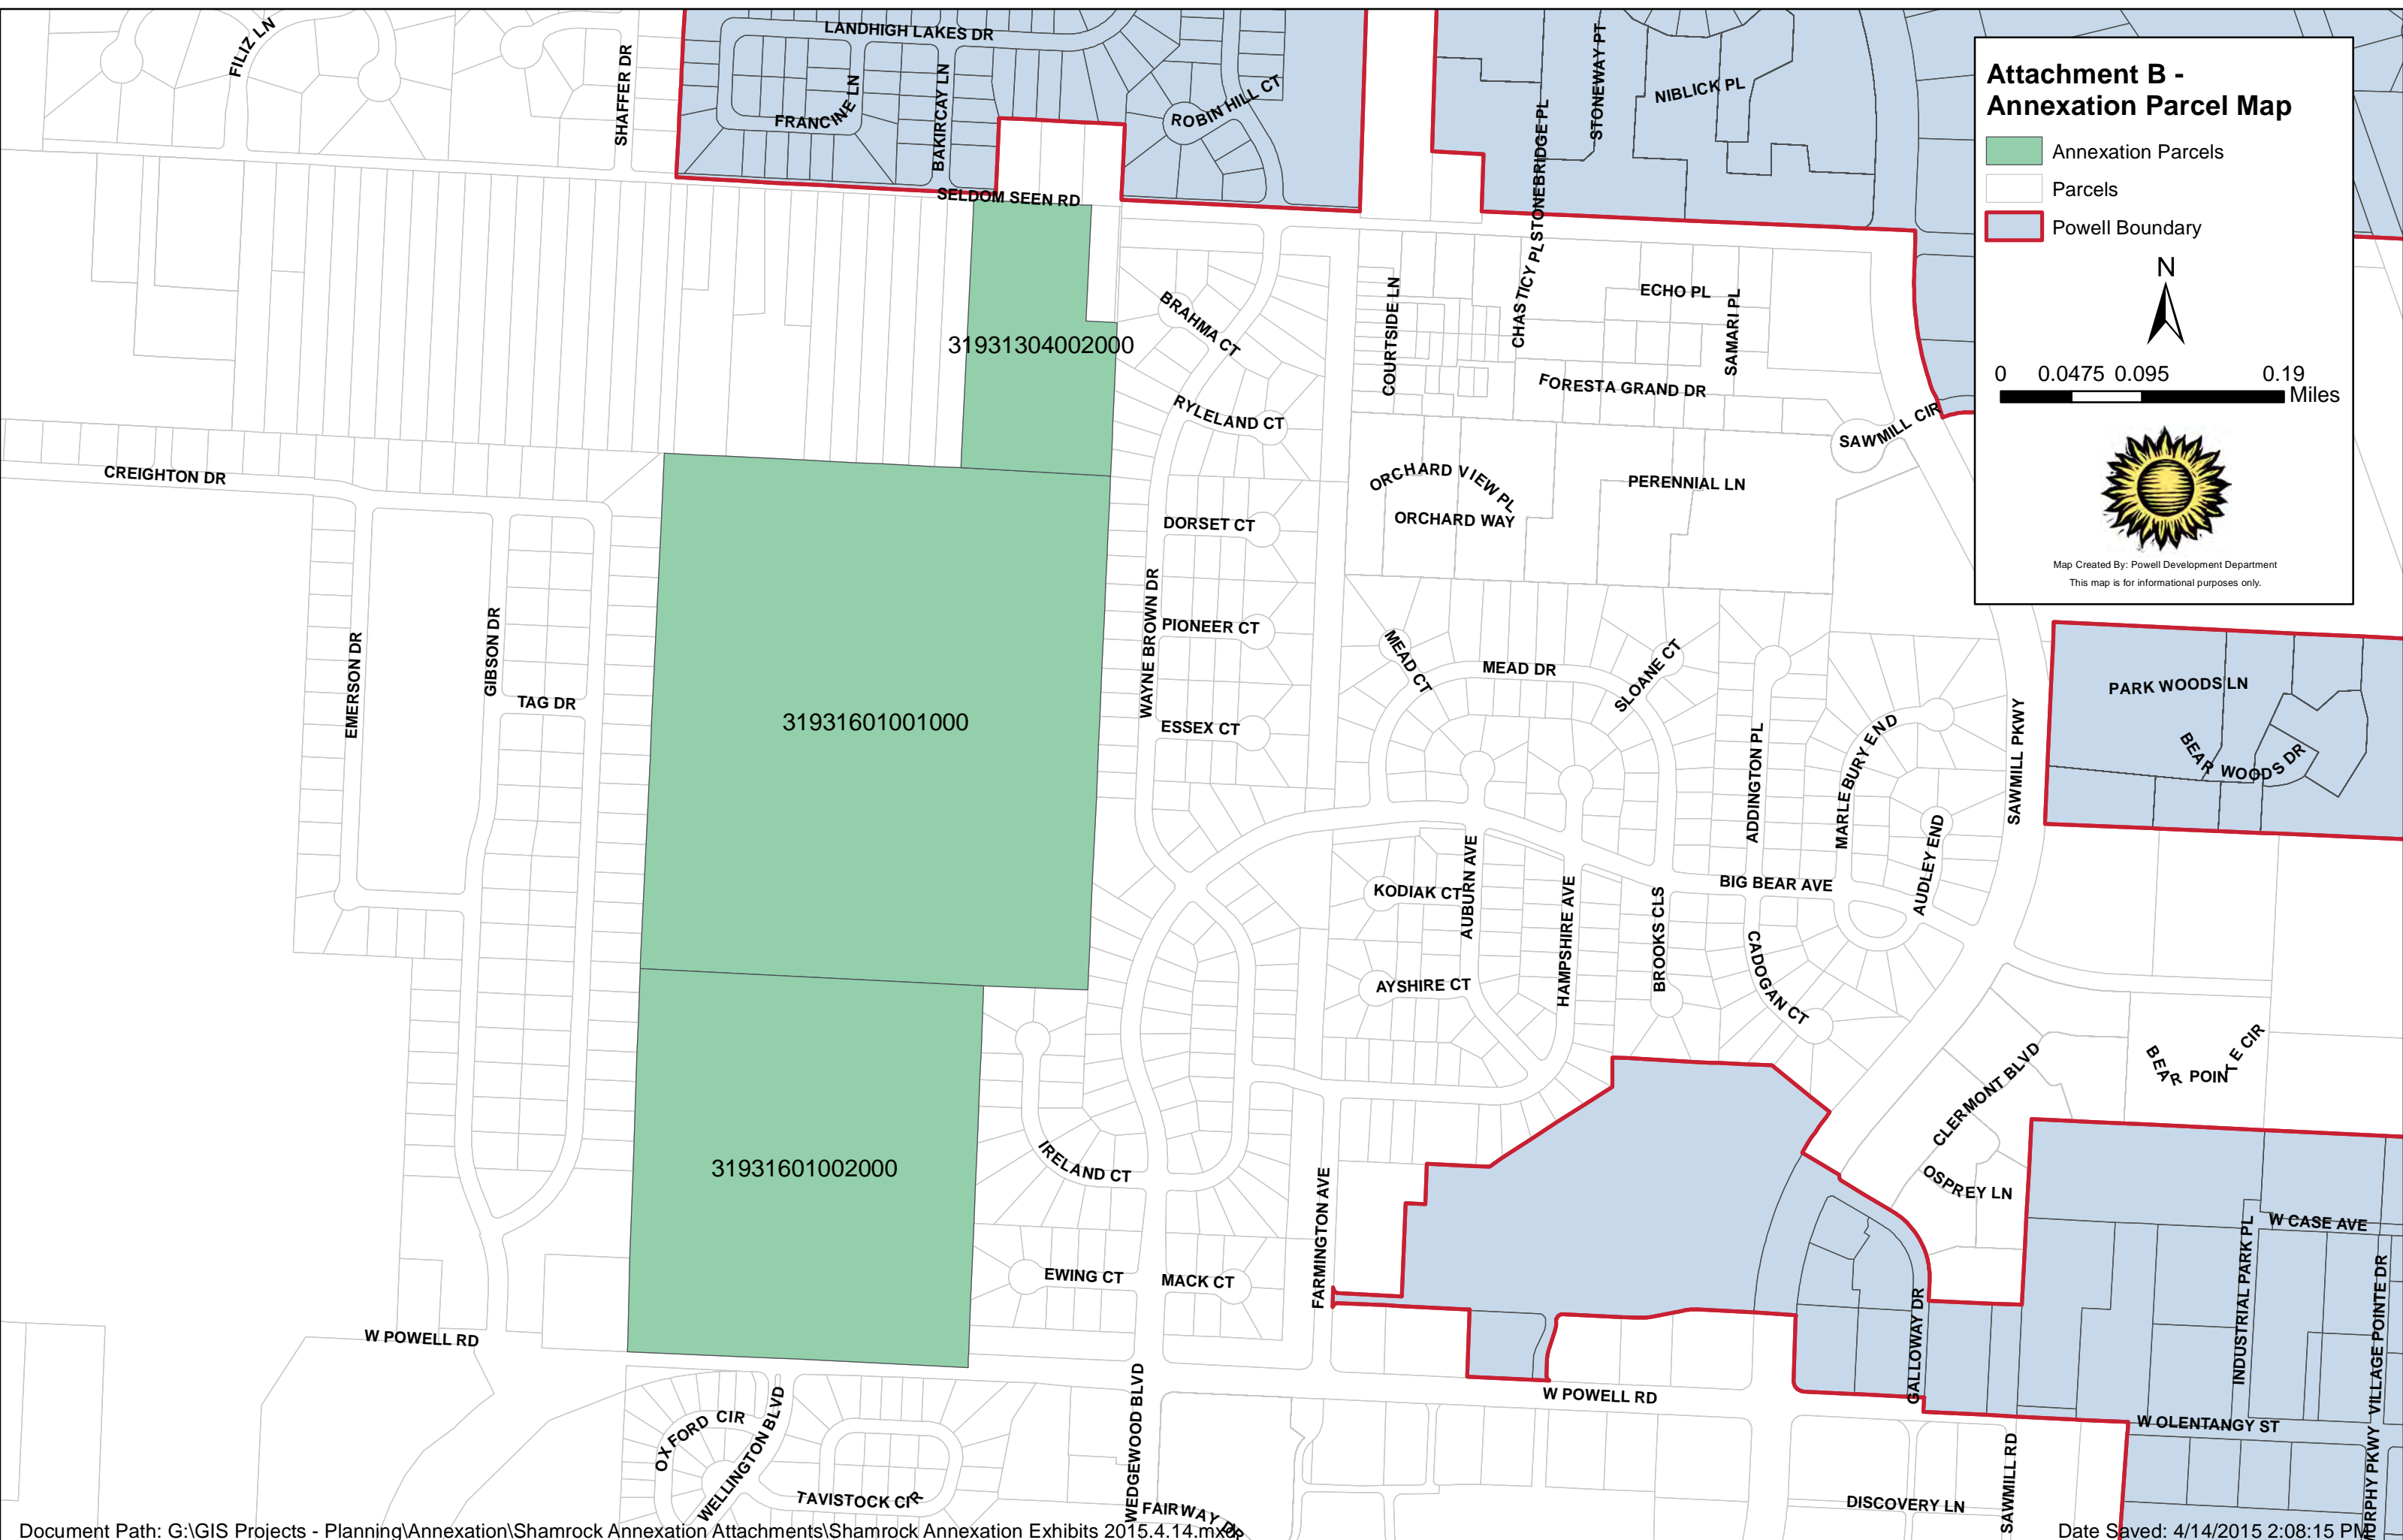 FILIZ LN
SHAFFER DR
LANDHIGH LAKES DR
FRANCINE LN
BAKIRCAY LN
ROBIN HILL CT
SELDOM SEEN RD
STONEBRIDGE PL
STONEWAY PT
NIBLICK PL
Attachment B -
Annexation Parcel Map
Annexation Parcels
Parcels
Powell Boundary
N
0 0.0475 0.095 0.19
Miles
Map Created By: Powell Development Department
This map is for informational purposes only.
BRAHMA CT
31931304002000
RYLELAND CT
COURTSIDE LN
CHASTICY PL
ECHO PL
SAMARI PL
FORESTA GRAND DR
SAWMILL CIR
CREIGHTON DR
ORCHARD VIEW PL
ORCHARD WAY
PERENNIAL LN
DORSET CT
EMERSON DR
GIBSON DR
TAG DR
WAYNE BROWN DR
PIONEER CT
ESSEX CT
31931601001000
MEAD CT
MEAD DR
SLOANE CT
ADDINGTON PL
MARLEBURY END
AUDLEY END
SAWMILL PKWY
PARK WOODS LN
BEAR WOODS DR
KODIAK CT
AUBURN AVE
HAMPSHIRE AVE
BROOKS CLS
BIG BEAR AVE
CADOGAN CT
AYSHIRE CT
CLERMONT BLVD
BEAR POINTE CIR
OSPREY LN
IRELAND CT
31931601002000
FARMINGTON AVE
EWING CT
MACK CT
W CASE AVE
INDUSTRIAL PARK PL
VILLAGE POINTE DR
GALLOWAY DR
W POWELL RD
W POWELL RD
W OLENTANGY ST
OXFORD CIR
WELLINGTON BLVD
TAVISTOCK CIR
WEDGEWOOD BLVD
FAIRWAY DR
DISCOVERY LN
SAWMILL RD
MURPHY PKWY
Document Path: G:\GIS Projects - Planning\Annexation\Shamrock Annexation Attachments\Shamrock Annexation Exhibits 2015.4.14.mxd
Date Saved: 4/14/2015 2:08:15 PM